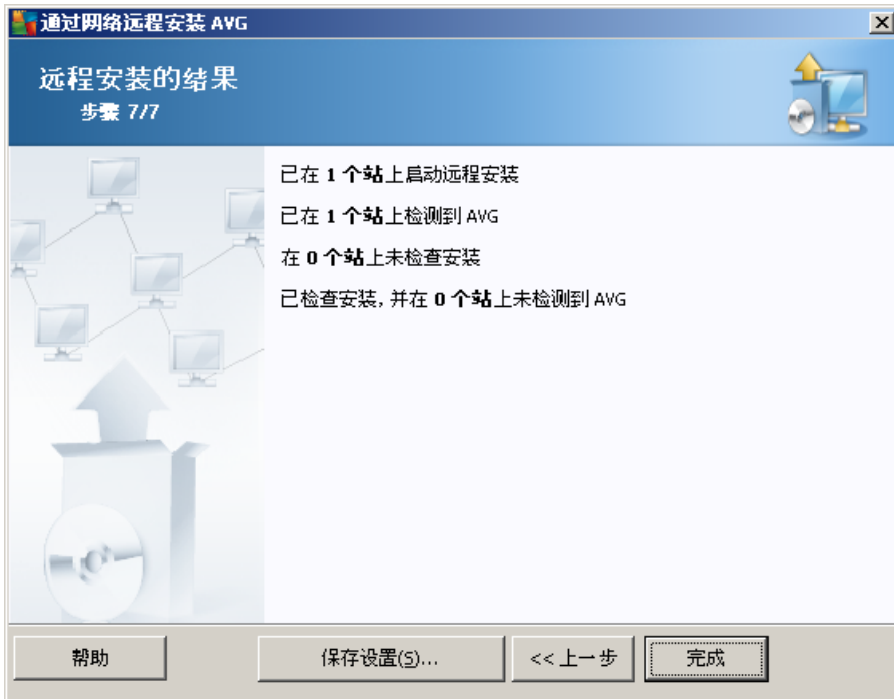 通过网络远程安装 AVG
远程安装的结果
步骤 7/7
已在 1 个站上启动远程安装
已在 1 个站上检测到 AVG
在 0 个站上未检查安装
已检查安装, 并在 0 个站上未检测到 AVG
帮助
保存设置(S)...
<< 上一步
完成